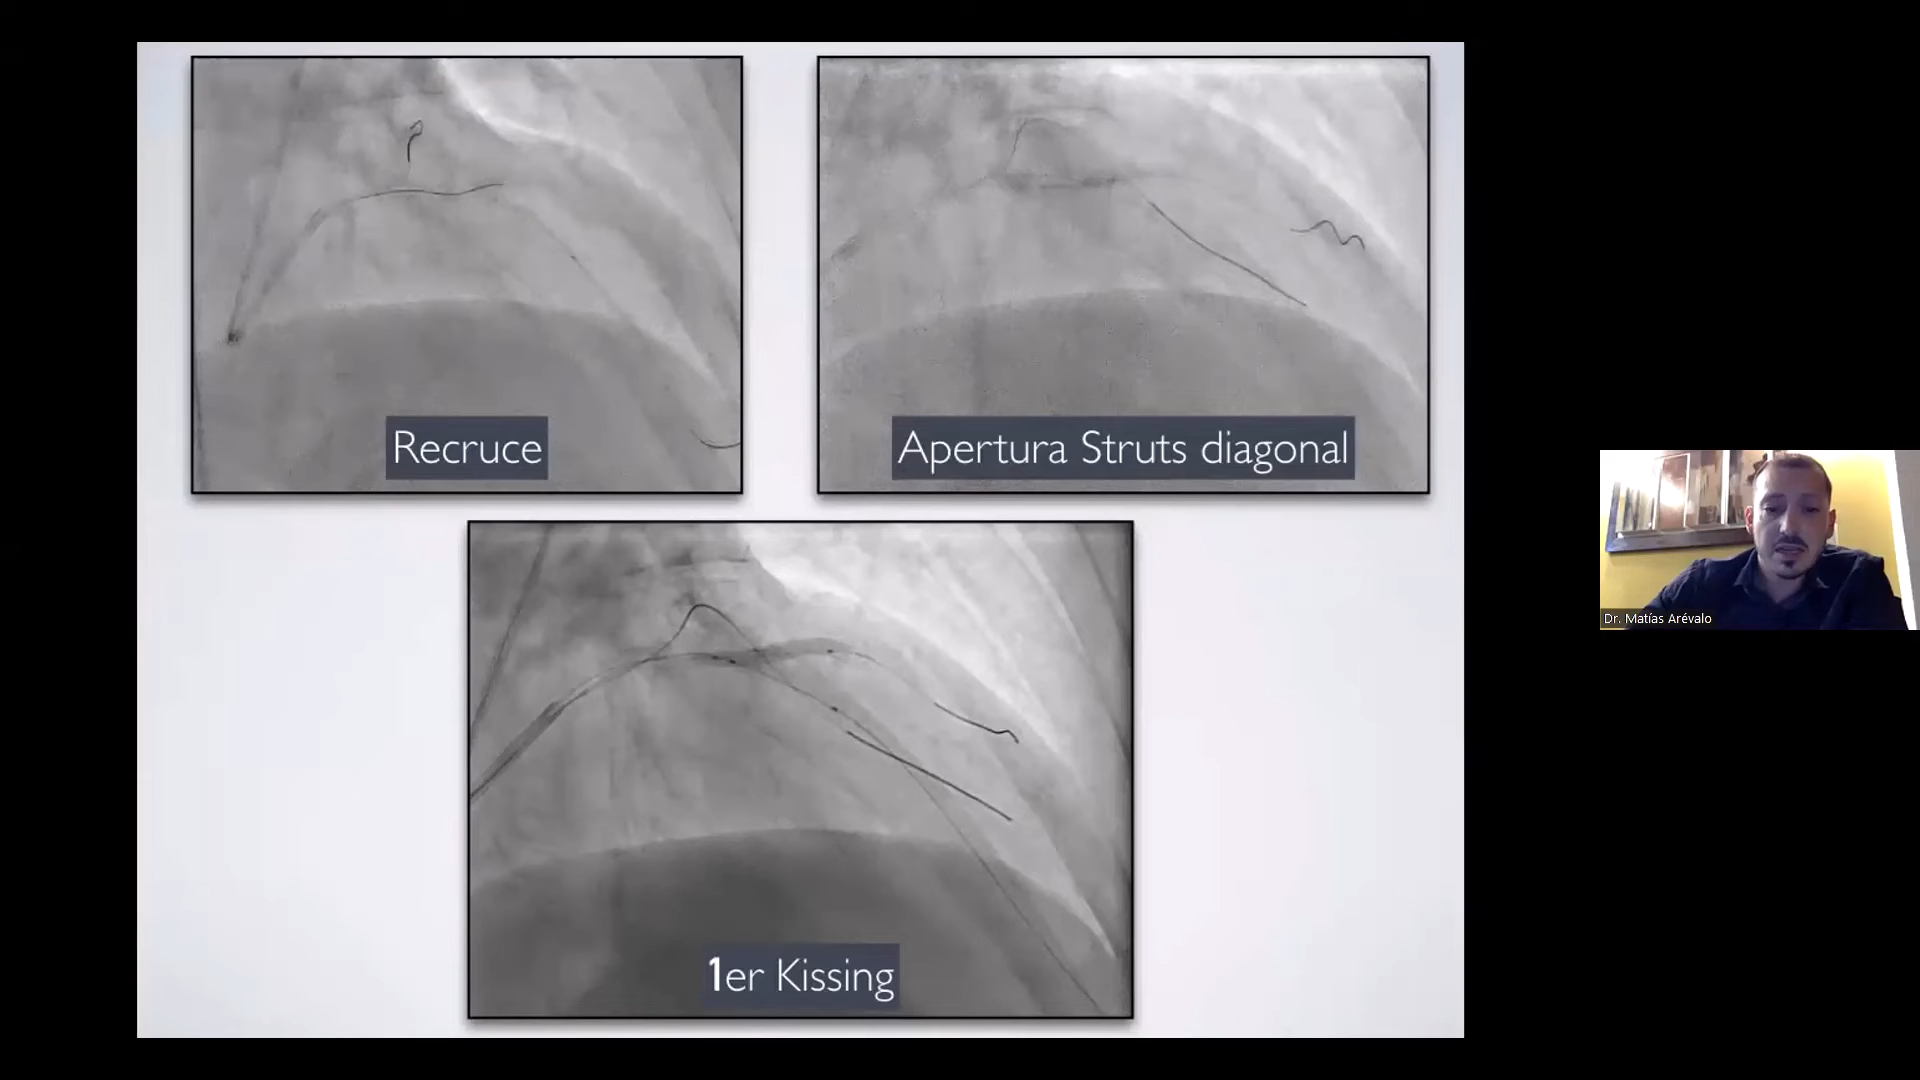 Recruce
Apertura Struts diagonal
1er Kissing
Dr. Matías Arévalo